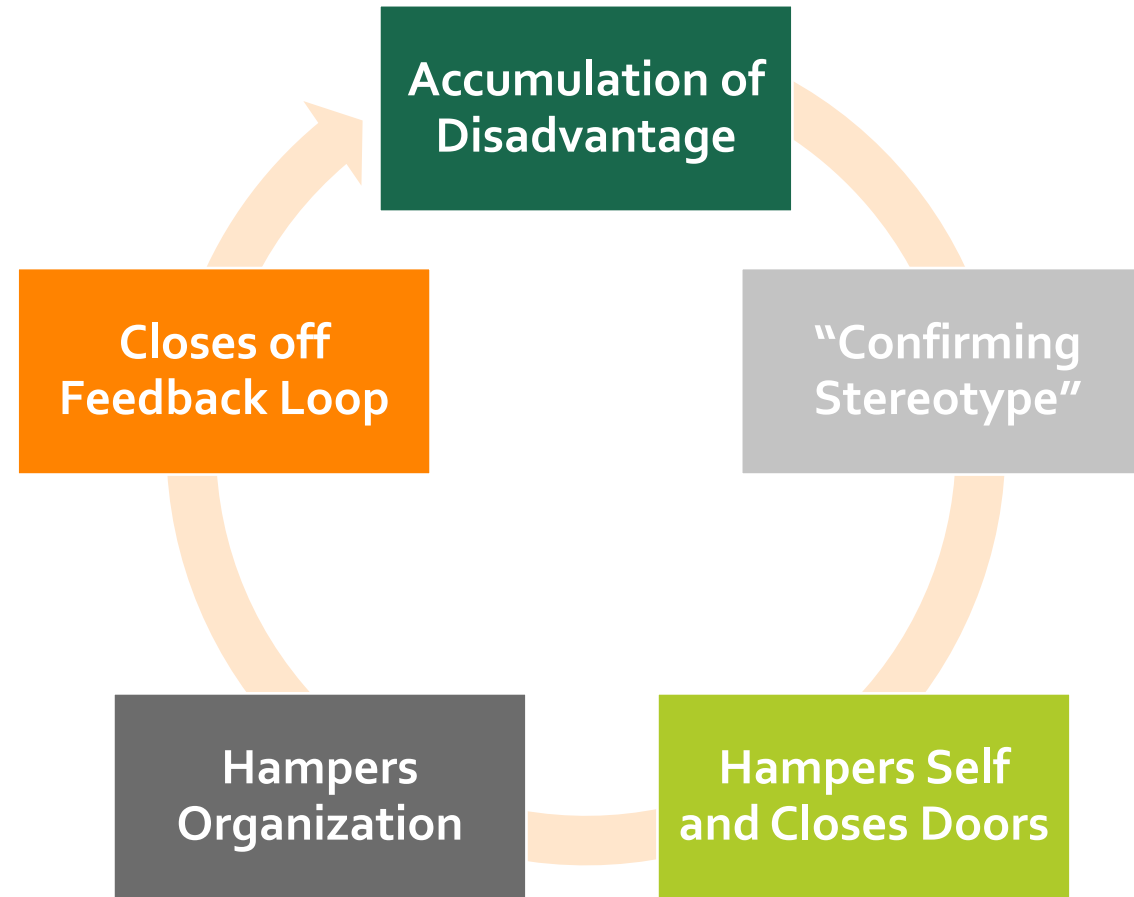 Accumulation of
Disadvantage
“Confirming
Stereotype”
Hampers Self
and Closes Doors
Hampers
Organization
Closes off
Feedback Loop